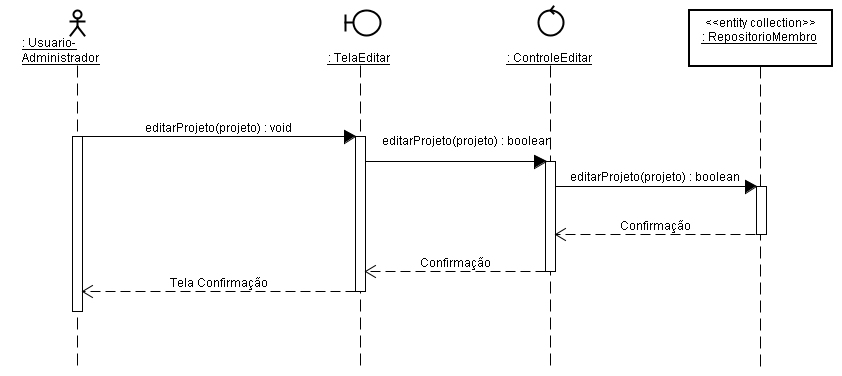 : Usuario-
Administrador
: TelaEditar
: ControleEditar
<<entity collection>>
: RepositorioMembro
editarProjeto(projeto) : void
editarProjeto(projeto) : boolean
editarProjeto(projeto) : boolean
Confirmação
Confirmação
Tela Confirmação